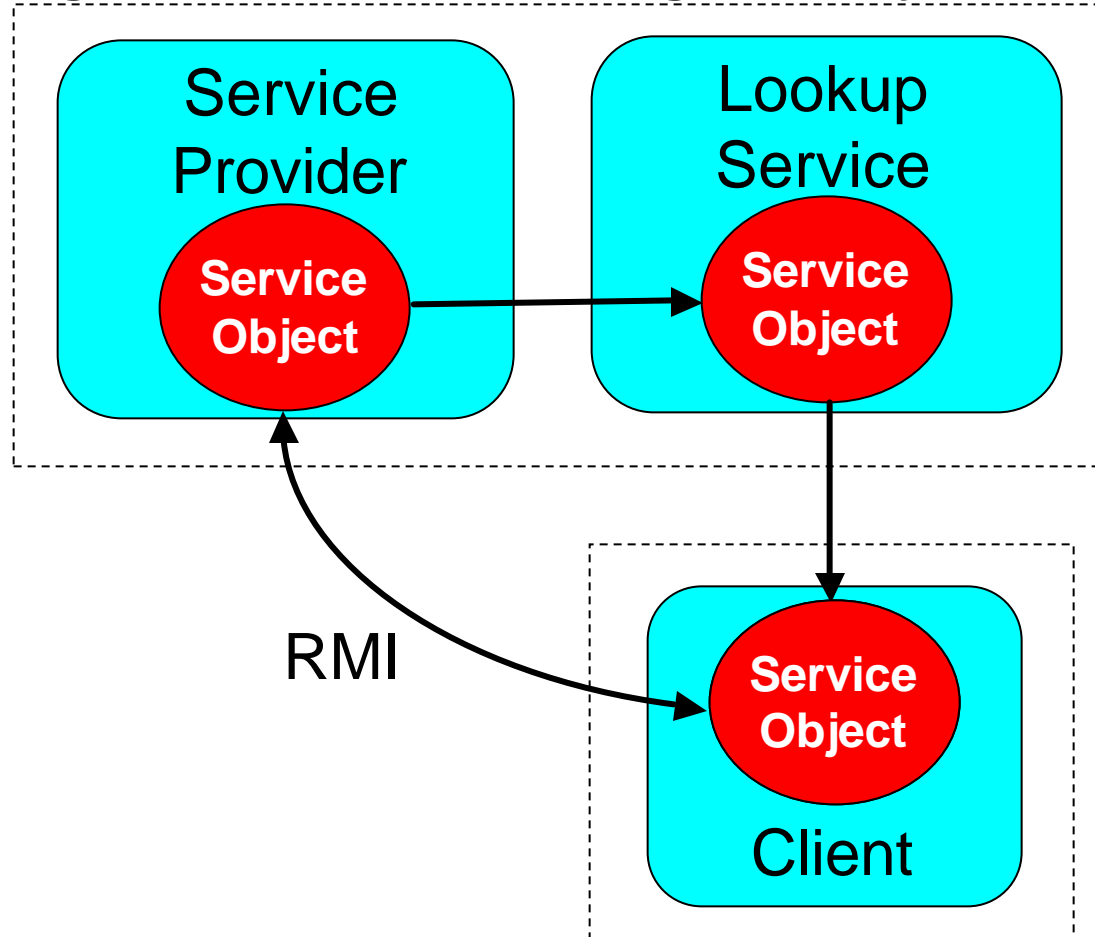 Service
Provider
Service
Object
Lookup
Service
Service
Object
RMI
Service
Object
Client